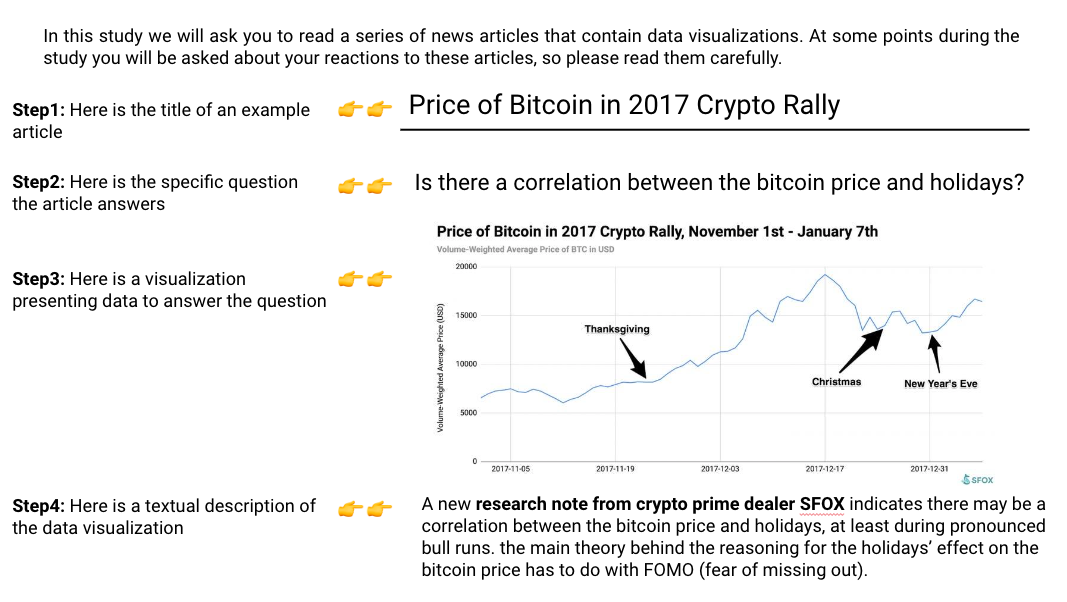 In this study we will ask you to read a series of news articles that contain data visualizations. At some points during the
study you will be asked about your reactions to these articles, so please read them carefully.
Step1: Here is the title of an example
article
Price of Bitcoin in 2017 Crypto Rally
Step2: Here is the specific question
the article answers
Is there a correlation between the bitcoin price and holidays?
Step3: Here is a visualization
presenting data to answer the question
Price of Bitcoin in 2017 Crypto Rally, November 1st - January 7th
Volume-Weighted Average Price of BTC in USD
Volume-Weighted Average Price (USD)
20000
15000
10000
5000
0
Thanksgiving
Christmas
New Year's Eve
2017-11-05
2017-11-19
2017-12-03
2017-12-17
2017-12-31
SFOX
Step4: Here is a textual description of
the data visualization
A new research note from crypto prime dealer SFOX indicates there may be a
correlation between the bitcoin price and holidays, at least during pronounced
bull runs. the main theory behind the reasoning for the holidays’ effect on the
bitcoin price has to do with FOMO (fear of missing out).